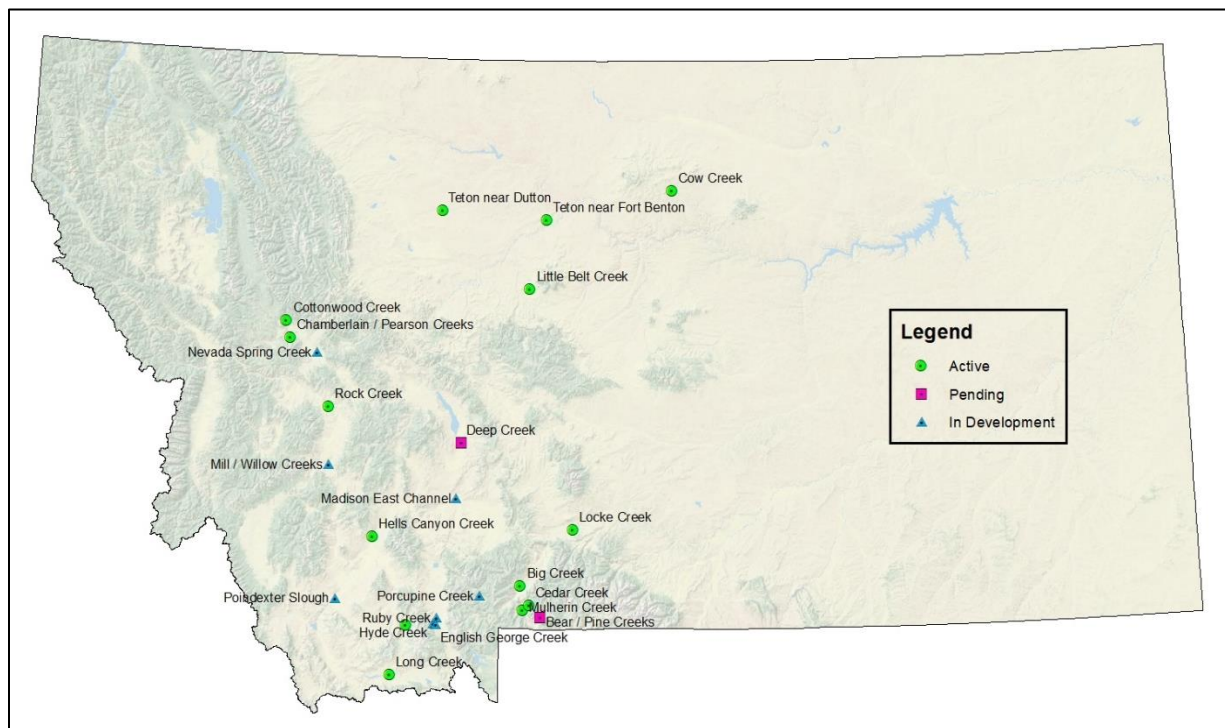 Cow Creek
Teton near Dutton
Teton near Fort Benton
Little Belt Creek
Cottonwood Creek
Chamberlain / Pearson Creeks
Nevada Spring Creek
Legend
Active
Pending
In Development
Rock Creek
Deep Creek
Mill / Willow Creeks
Madison East Channel
Locke Creek
Hells Canyon Creek
Big Creek
Cedar Creek
Poindexter Slough
Porcupine Creek
Mulherin Creek
Ruby Creek
Bear / Pine Creeks
Hyde Creek
English George Creek
Long Creek